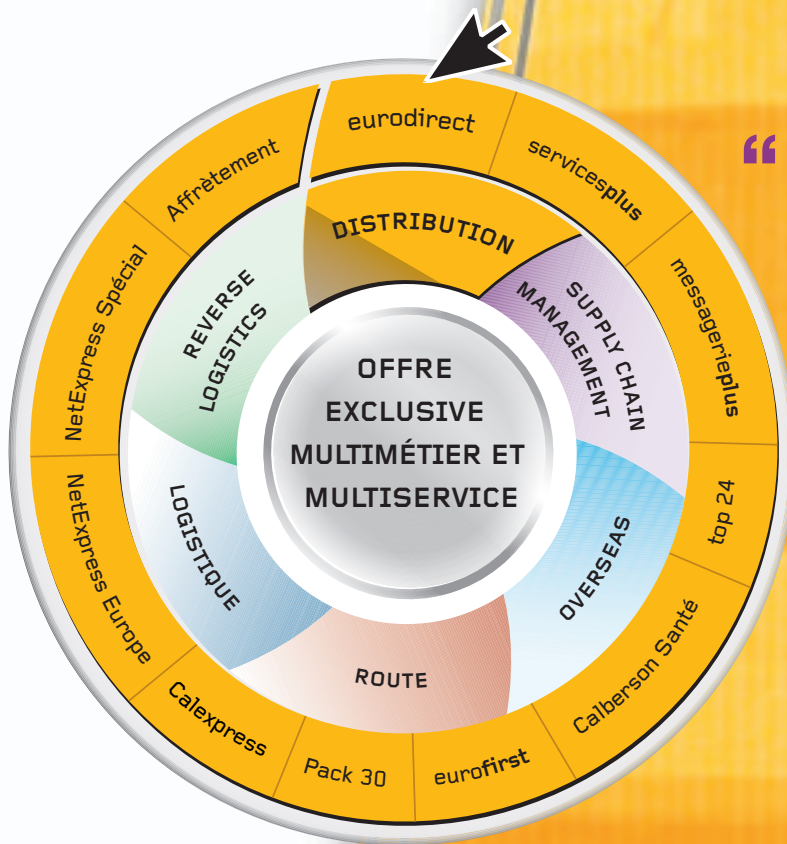 eurodirect
servicesplus
messagerieplus
top 24
Calberson Santé
eurofirst
Pack 30
Calexpress
NetExpress Europe
NetExpress Spécial
Affrètement
DISTRIBUTION
SUPPLY CHAIN
MANAGEMENT
OVERSEAS
ROUTE
LOGISTIQUE
REVERSE
LOGISTICS
OFFRE
EXCLUSIVE
MULTIMÉTIER ET
MULTISERVICE
“